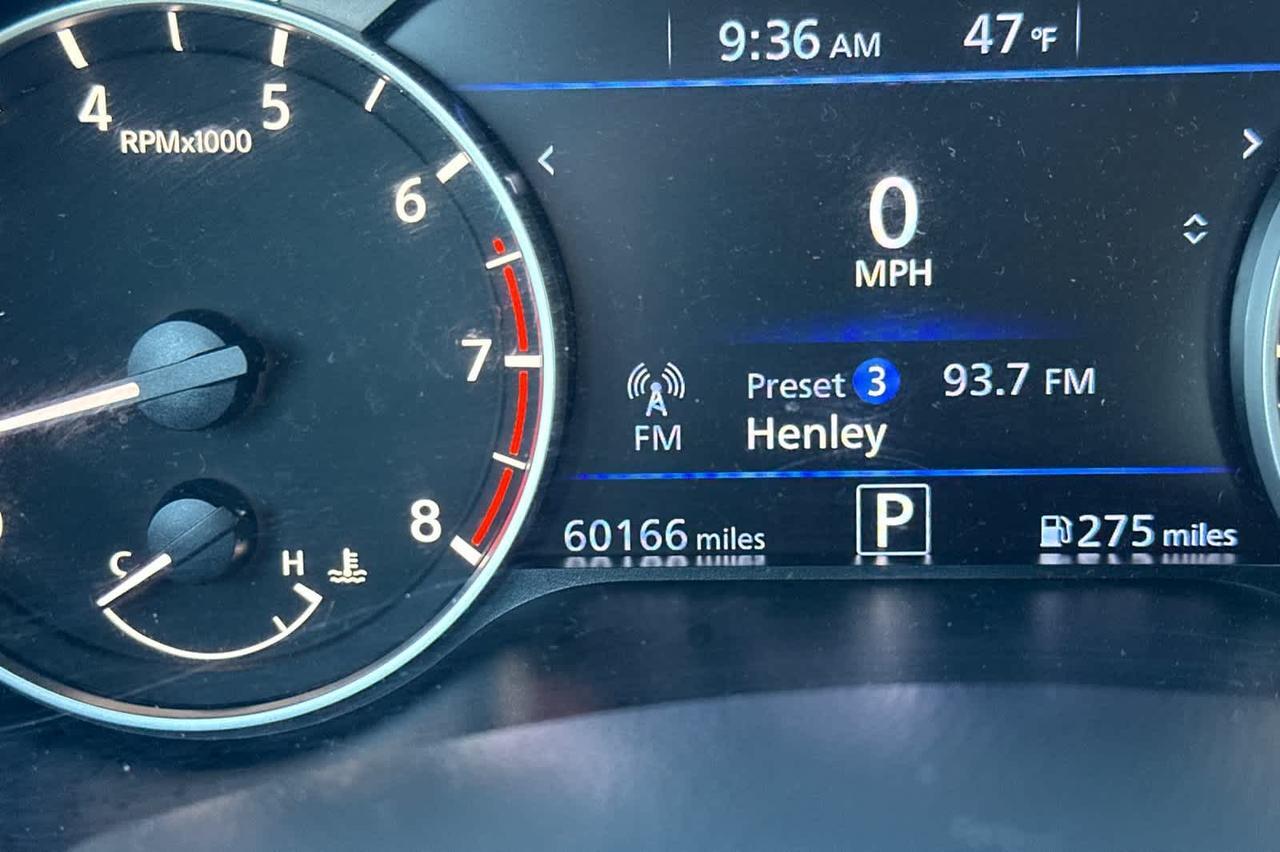 9:36 AM 47 °F
4 5
RPMx1000
6
0
MPH
7
Preset 3 93.7 FM
FM Henley
8
60166 miles P 275 miles
C H